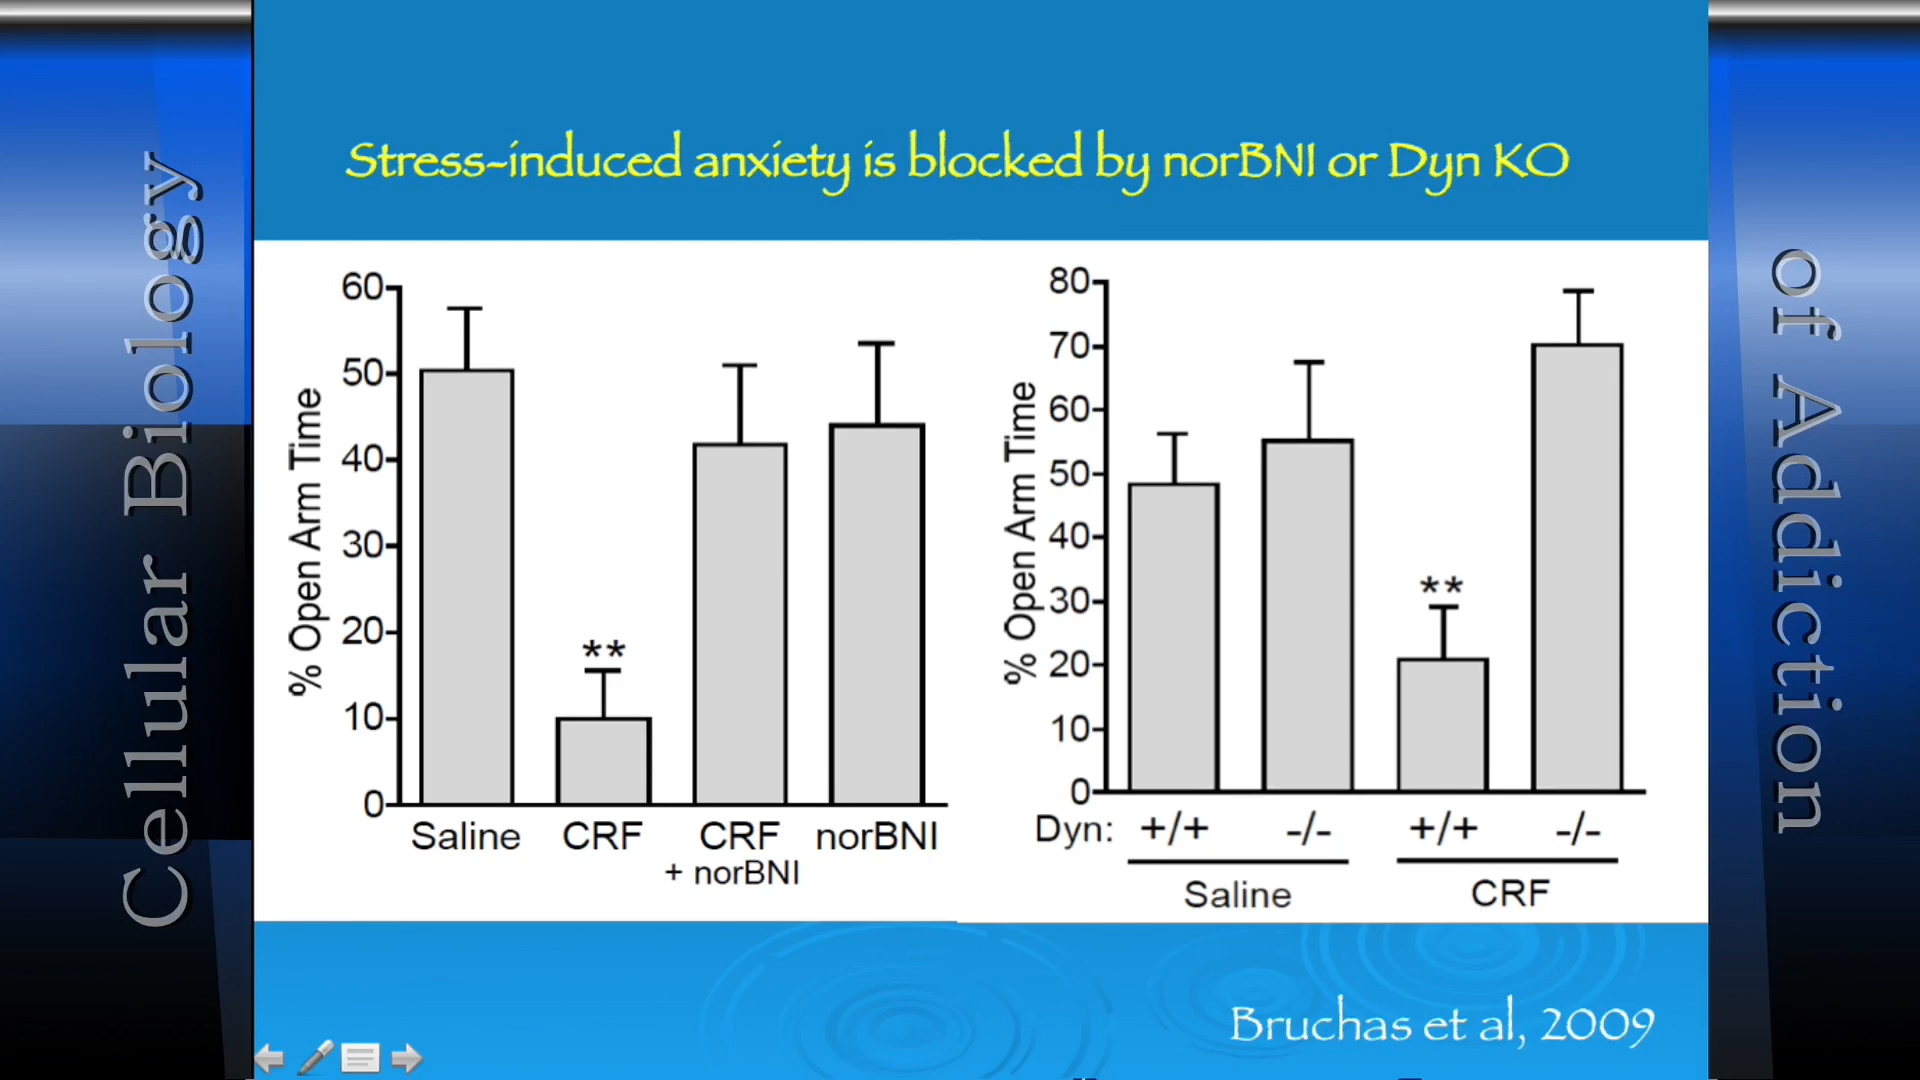 Cellular Biology
of Addiction
Stress-induced anxiety is blocked by norBNI or Dyn KO
% Open Arm Time
60
50
40
30
20
10
0
**
Saline
CRF
CRF
+ norBNI
norBNI
% Open Arm Time
80
70
60
50
40
30
20
10
0
**
Dyn: +/+ -/- +/+ -/-
Saline
CRF
Bruchas et al, 2009